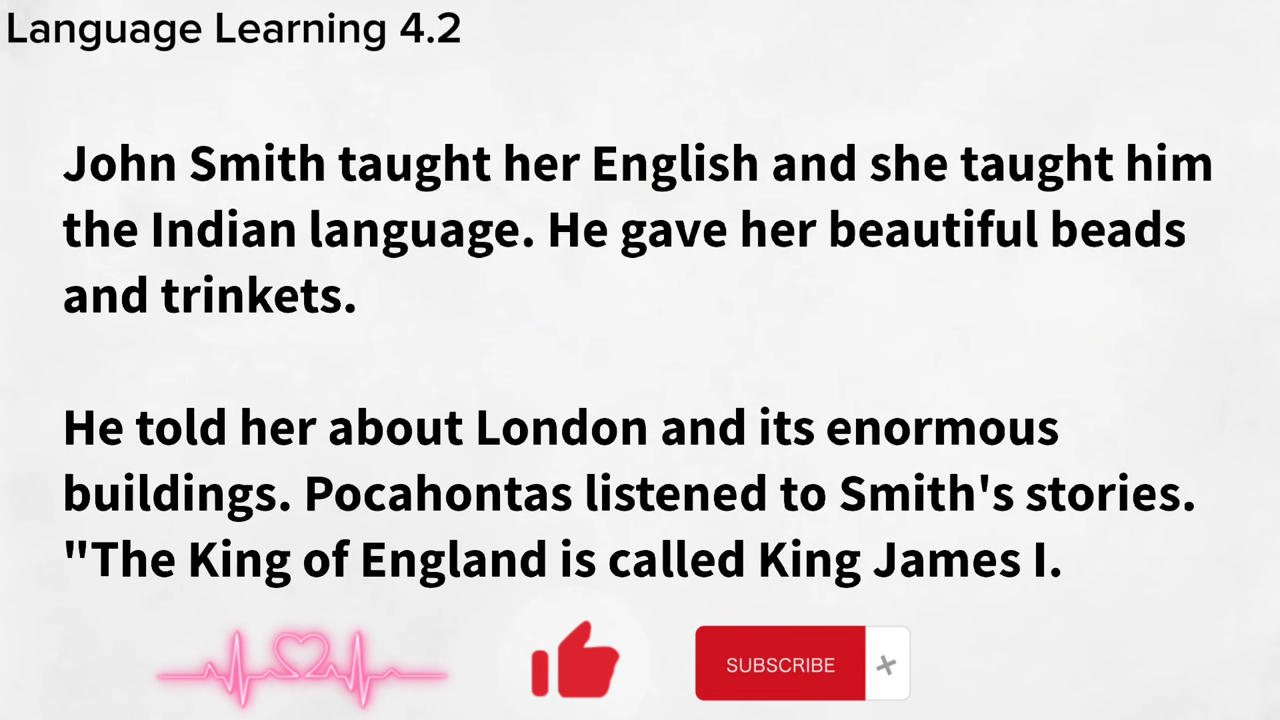 Language Learning 4.2
John Smith taught her English and she taught him
the Indian language. He gave her beautiful beads
and trinkets.
He told her about London and its enormous
buildings. Pocahontas listened to Smith's stories.
"The King of England is called King James I.
SUBSCRIBE